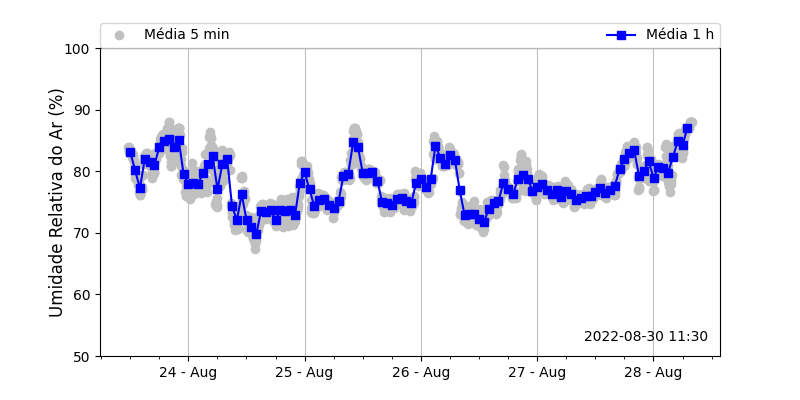 Média 5 min
Média 1 h
Umidade Relativa do Ar (%)
100
90
80
70
60
50
2022-08-30 11:30
24 - Aug
25 - Aug
26 - Aug
27 - Aug
28 - Aug